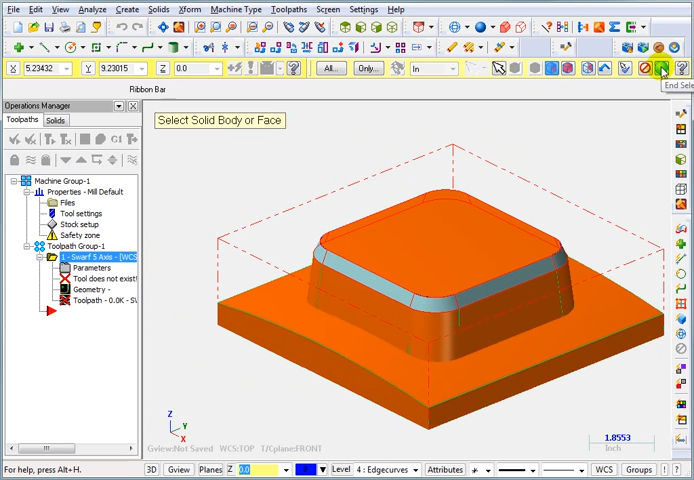 File Edit View Analyze Create Solids Xform Machine Type Toolpaths Screen Settings Help
X 5.23432 Y 9.23015 Z 0.0 All... Only... In
End Sele
Ribbon Bar
Operations Manager
Toolpaths Solids
Select Solid Body or Face
Machine Group-1
Properties - Mill Default
Files
Tool settings
Stock setup
Safety zone
Toolpath Group-1
1 - Swarf 5 Axis - [WCS
Parameters
Tool does not exist!
Geometry -
Toolpath - 0.0K - SW
Z
Y
X
Gview:Not Saved WCS:TOP T/Cplane:FRONT
1.8553
Inch
For help, press Alt+H. 3D Gview Planes Z 0.0 Level 4 : Edgecurves Attributes WCS Groups ! ?